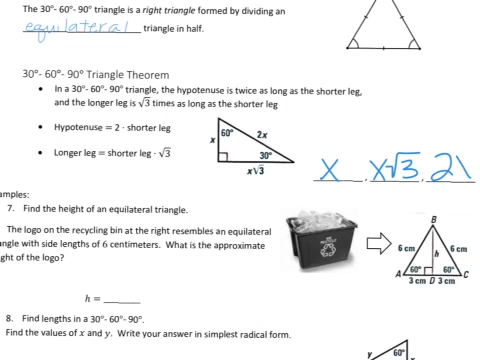 The 30°- 60°- 90° triangle is a right triangle formed by dividing an
equilateral triangle in half.
30°- 60°- 90° Triangle Theorem
• In a 30°- 60°- 90° triangle, the hypotenuse is twice as long as the shorter leg,
and the longer leg is √3 times as long as the shorter leg
• Hypotenuse = 2 · shorter leg
• Longer leg = shorter leg · √3
x 60° 2x
30°
x√3
x, x√3, 2x
amples:
7. Find the height of an equilateral triangle.
The logo on the recycling bin at the right resembles an equilateral
angle with side lengths of 6 centimeters. What is the approximate
ght of the logo?
B
6 cm h 6 cm
A 60° 60° C
3 cm D 3 cm
h = ______
8. Find lengths in a 30°- 60°- 90°.
Find the values of x and y. Write your answer in simplest radical form.
y 60° x